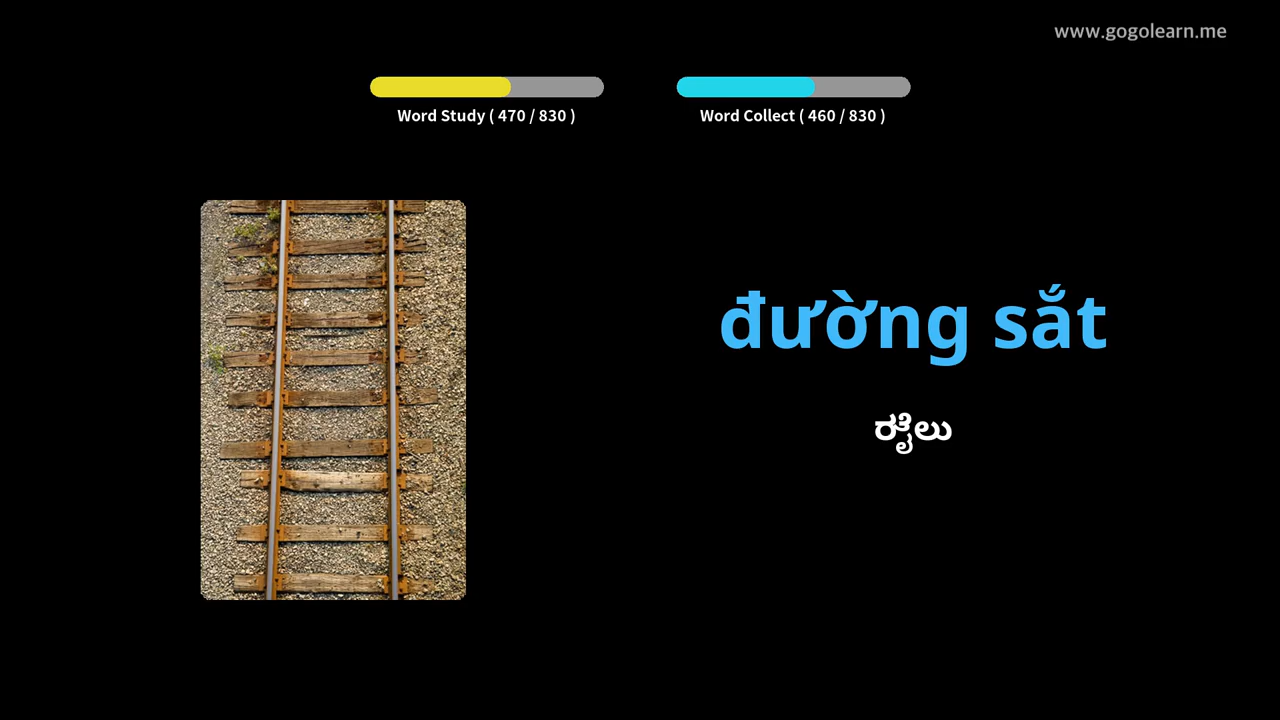 www.gogolearn.me
Word Study ( 470 / 830 )
Word Collect ( 460 / 830 )
đường sắt
ರೈಲು